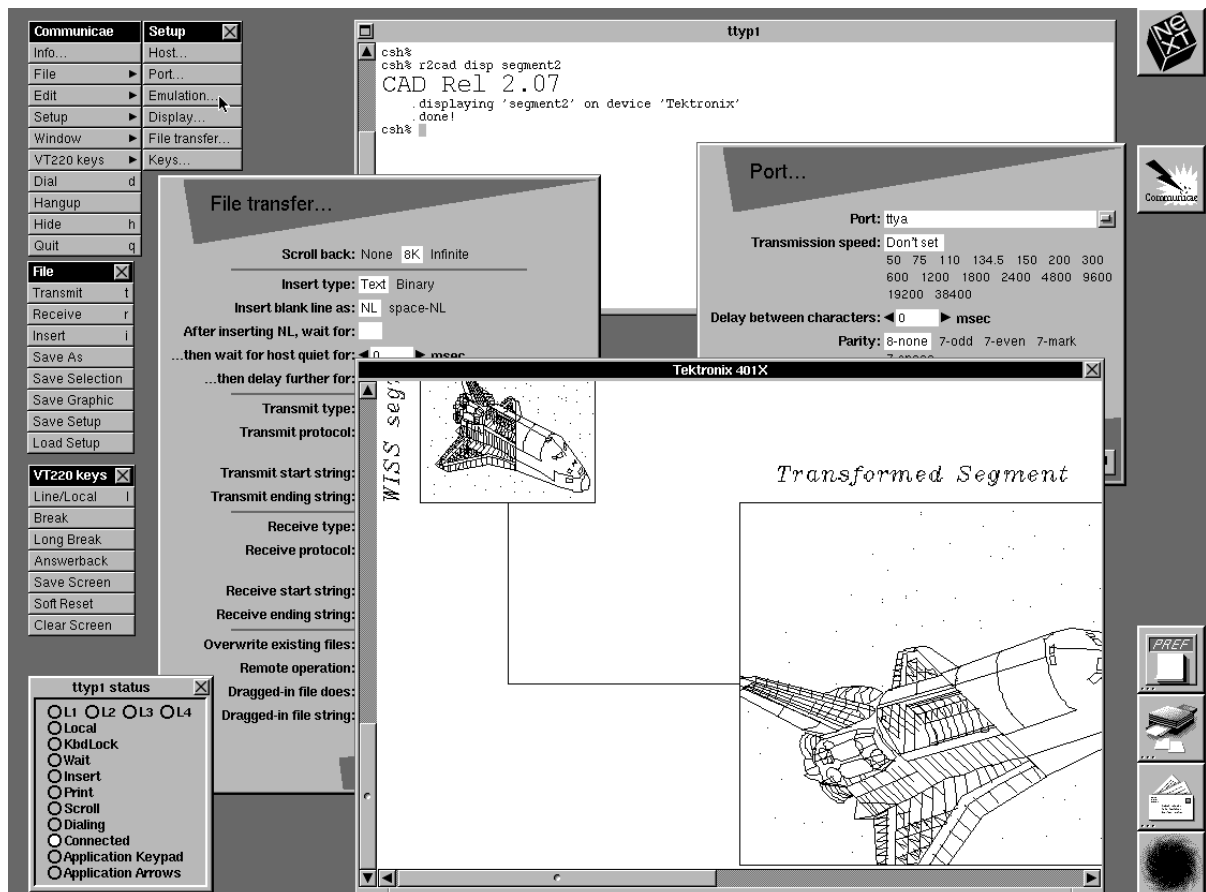 Communicae
Info...
File
Edit
Setup
Window
VT220 keys
Dial d
Hangup
Hide h
Quit q
Setup
Host...
Port...
Emulation...
Display...
File transfer...
Keys...
File
Transmit t
Receive r
Insert i
Save As
Save Selection
Save Graphic
Save Setup
Load Setup
VT220 keys
Line/Local l
Break
Long Break
Answerback
Save Screen
Soft Reset
Clear Screen
ttyp1 status
L1 L2 L3 L4
Local
KbdLock
Wait
Insert
Print
Scroll
Dialing
Connected
Application Keypad
Application Arrows
ttyp1
csh%
csh% r2cad disp segment2
CAD Rel 2.07
.displaying 'segment2' on device 'Tektronix'
.done!
csh%
File transfer...
Scroll back: None 8K Infinite
Insert type: Text Binary
Insert blank line as: NL space-NL
After inserting NL, wait for:
...then wait for host quiet for: 0 msec
...then delay further for:
Transmit type:
Transmit protocol:
Transmit start string:
Transmit ending string:
Receive type:
Receive protocol:
Receive start string:
Receive ending string:
Overwrite existing files:
Remote operation:
Dragged-in file does:
Dragged-in file string:
Port...
Port: ttya
Transmission speed: Don't set
50 75 110 134.5 150 200 300
600 1200 1800 2400 4800 9600
19200 38400
Delay between characters: 0 msec
Parity: 8-none 7-odd 7-even 7-mark
7-space
Tektronix 401X
WISS seg
Transformed Segment
NeXT
Communicae
PREF